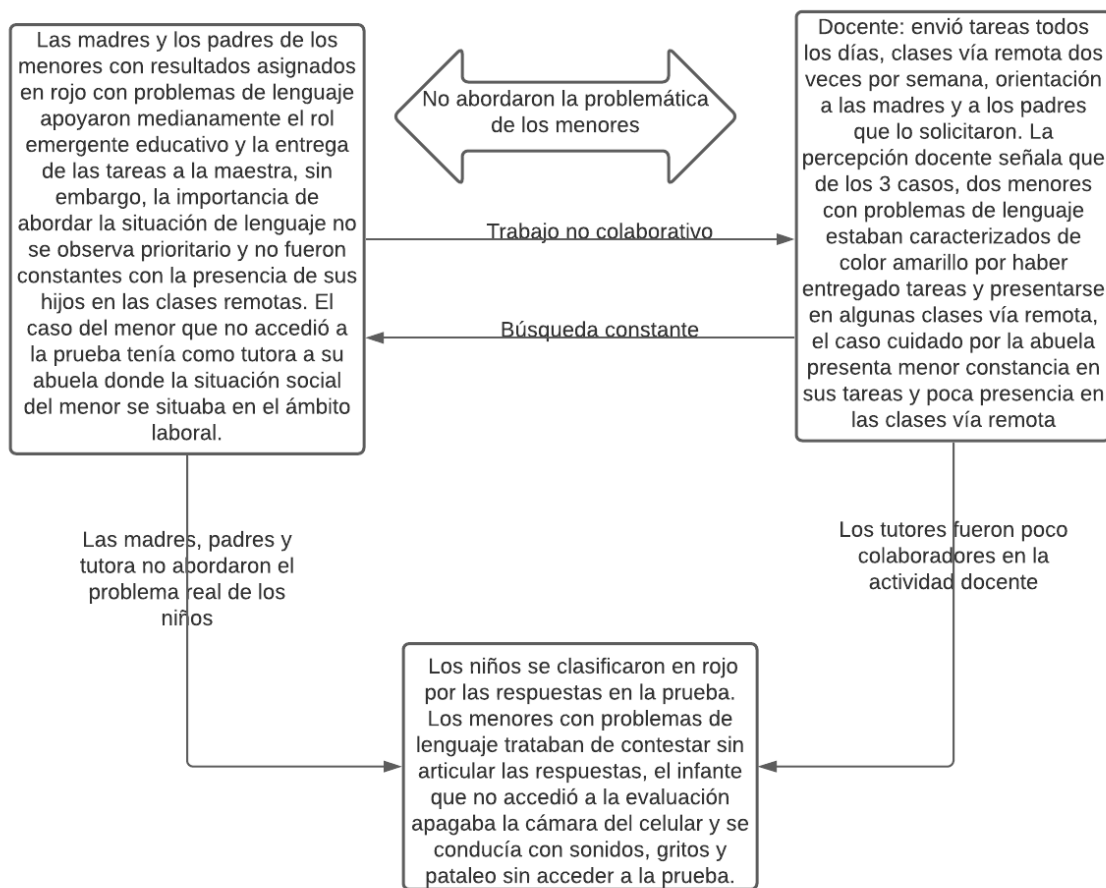 Las madres y los padres de los
menores con resultados asignados
en rojo con problemas de lenguaje
apoyaron medianamente el rol
emergente educativo y la entrega
de las tareas a la maestra, sin
embargo, la importancia de
abordar la situación de lenguaje no
se observa prioritario y no fueron
constantes con la presencia de sus
hijos en las clases remotas. El
caso del menor que no accedió a
la prueba tenía como tutora a su
abuela donde la situación social
del menor se situaba en el ámbito
laboral.
No abordaron la problemática
de los menores
Trabajo no colaborativo
Búsqueda constante
Docente: envió tareas todos
los días, clases vía remota dos
veces por semana, orientación
a las madres y a los padres
que lo solicitaron. La
percepción docente señala que
de los 3 casos, dos menores
con problemas de lenguaje
estaban caracterizados de
color amarillo por haber
entregado tareas y presentarse
en algunas clases vía remota,
el caso cuidado por la abuela
presenta menor constancia en
sus tareas y poca presencia en
las clases vía remota
Las madres, padres y
tutora no abordaron el
problema real de los
niños
Los tutores fueron poco
colaboradores en la
actividad docente
Los niños se clasificaron en rojo
por las respuestas en la prueba.
Los menores con problemas de
lenguaje trataban de contestar sin
articular las respuestas, el infante
que no accedió a la evaluación
apagaba la cámara del celular y se
conducía con sonidos, gritos y
pataleo sin acceder a la prueba.